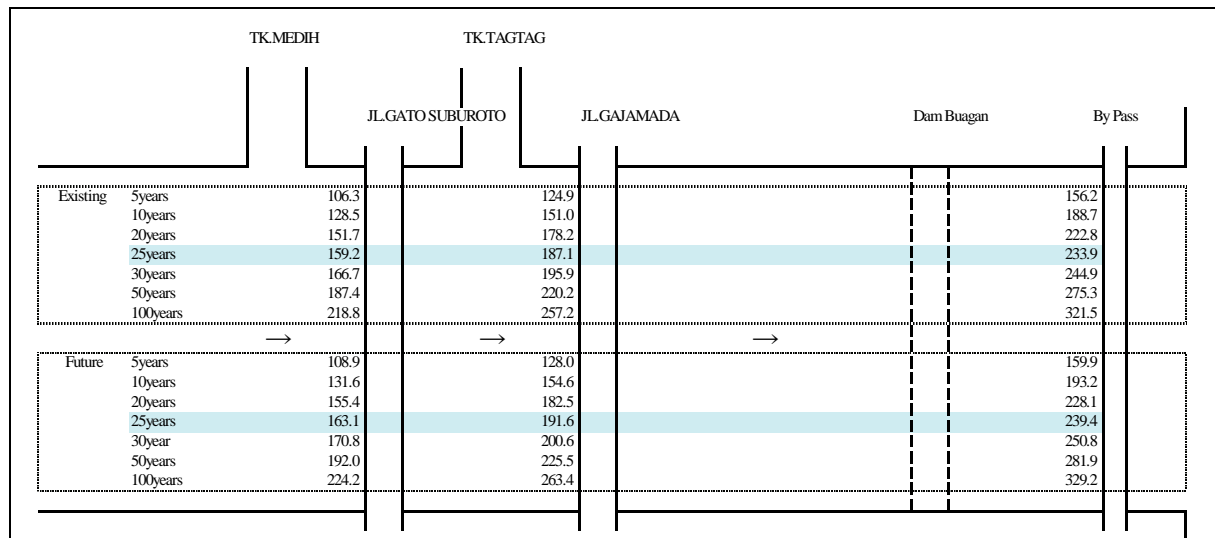 TK.MEDIH TK.TAGTAG
JL.GATO SUBUROTO JL.GAJAMADA Dam Buagan By Pass
Existing 5years 106.3 124.9 156.2
10years 128.5 151.0 188.7
20years 151.7 178.2 222.8
25years 159.2 187.1 233.9
30years 166.7 195.9 244.9
50years 187.4 220.2 275.3
100years 218.8 257.2 321.5
→ → →
Future 5years 108.9 128.0 159.9
10years 131.6 154.6 193.2
20years 155.4 182.5 228.1
25years 163.1 191.6 239.4
30year 170.8 200.6 250.8
50years 192.0 225.5 281.9
100years 224.2 263.4 329.2